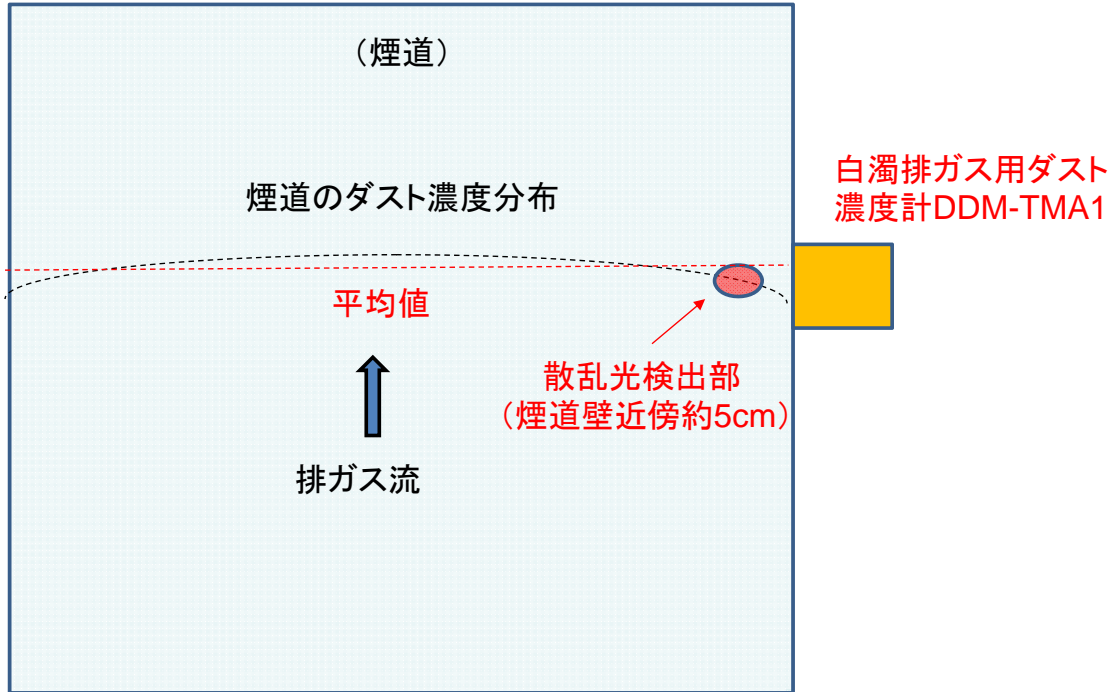 (煙道)
白濁排ガス用ダスト
濃度計DDM-TMA1
煙道のダスト濃度分布
平均値
散乱光検出部
(煙道壁近傍約5cm)
排ガス流